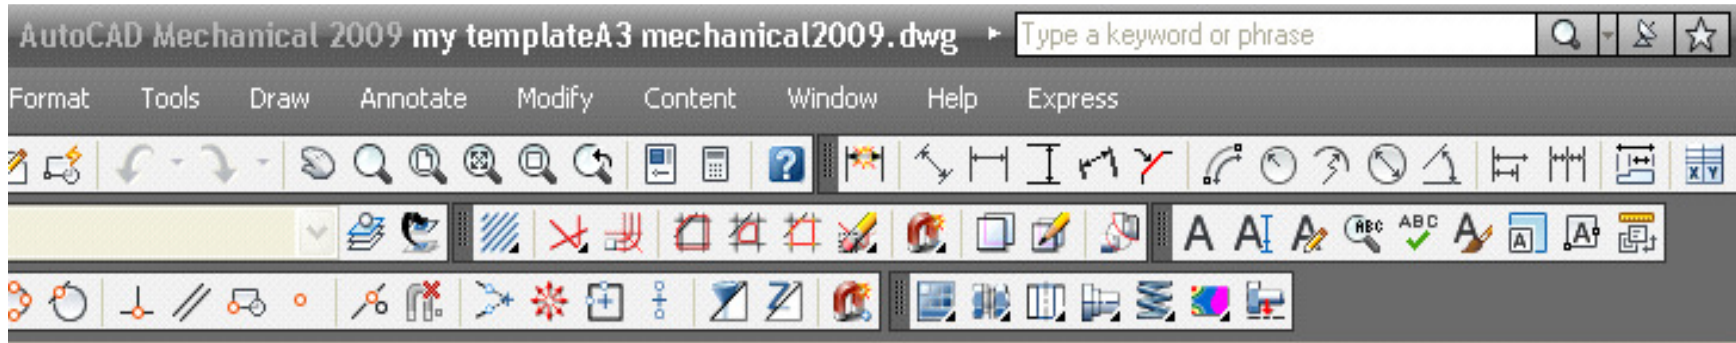 AutoCAD Mechanical 2009 my templateA3 mechanical2009.dwg Type a keyword or phrase
Format Tools Draw Annotate Modify Content Window Help Express
? X Y
A A ABC ABC A A A